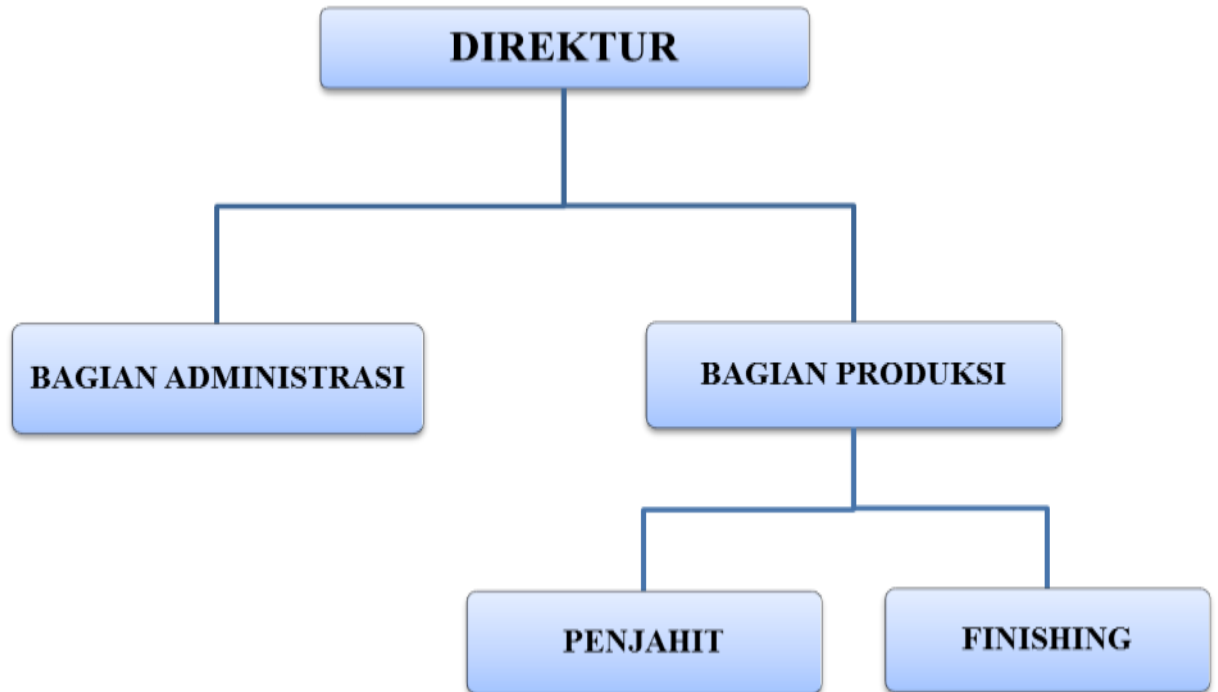 DIREKTUR
BAGIAN ADMINISTRASI
BAGIAN PRODUKSI
PENJAHIT
FINISHING